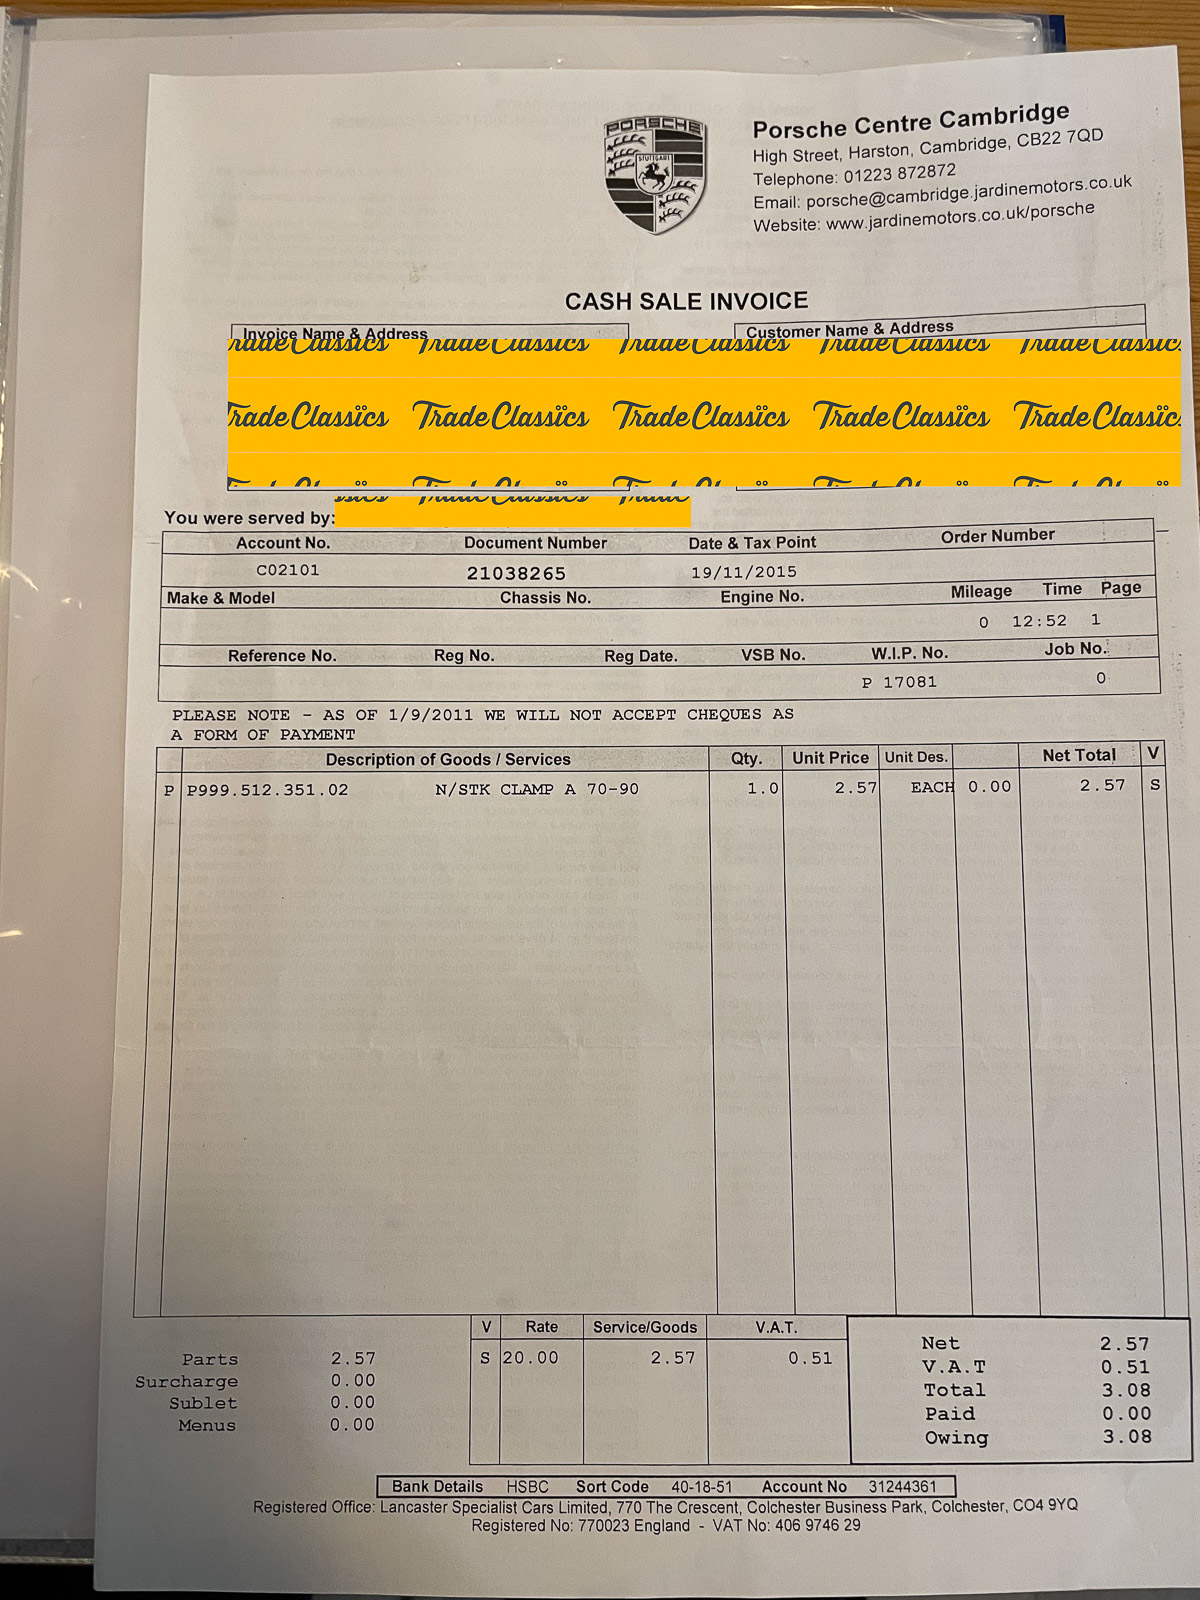 PORSCHE
STUTTGART
Porsche Centre Cambridge
High Street, Harston, Cambridge, CB22 7QD
Telephone: 01223 872872
Email: porsche@cambridge.jardinemotors.co.uk
Website: www.jardinemotors.co.uk/porsche
CASH SALE INVOICE
Invoice Name & Address Customer Name & Address
TradeClassics TradeClassics TradeClassics TradeClassics TradeClassics
TradeClassics TradeClassics TradeClassics TradeClassics TradeClassics
You were served by:
Account No. Document Number Date & Tax Point Order Number
C02101 21038265 19/11/2015
Make & Model Chassis No. Engine No. Mileage Time Page
0 12:52 1
Reference No. Reg No. Reg Date. VSB No. W.I.P. No. Job No.
P 17081 0
PLEASE NOTE - AS OF 1/9/2011 WE WILL NOT ACCEPT CHEQUES AS
A FORM OF PAYMENT
Description of Goods / Services Qty. Unit Price Unit Des. Net Total V
P P999.512.351.02 N/STK CLAMP A 70-90 1.0 2.57 EACH 0.00 2.57 S
V Rate Service/Goods V.A.T.
S 20.00 2.57 0.51
Parts 2.57
Surcharge 0.00
Sublet 0.00
Menus 0.00
Net 2.57
V.A.T 0.51
Total 3.08
Paid 0.00
Owing 3.08
Bank Details HSBC Sort Code 40-18-51 Account No 31244361
Registered Office: Lancaster Specialist Cars Limited, 770 The Crescent, Colchester Business Park, Colchester, CO4 9YQ
Registered No: 770023 England - VAT No: 406 9746 29